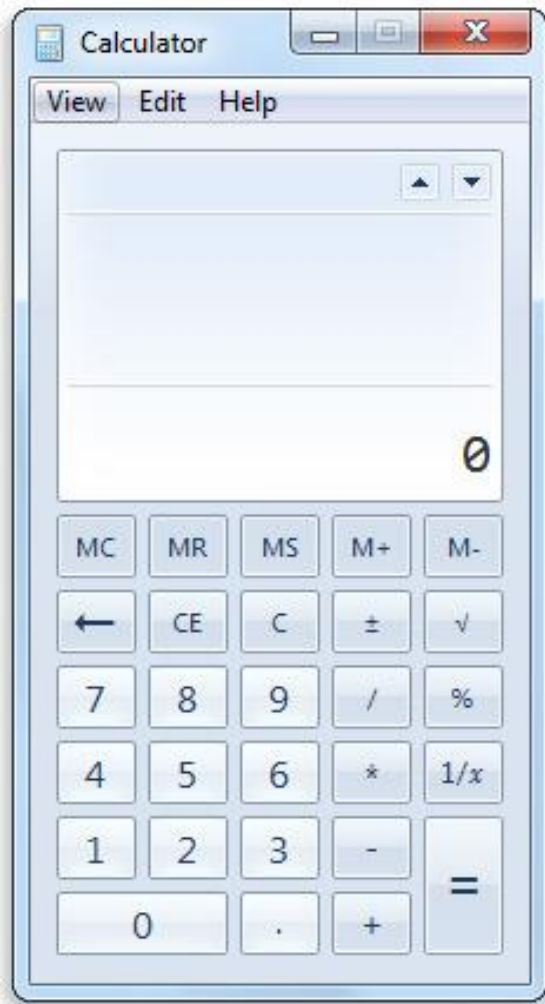 Calculator
View Edit Help
0
MC MR MS M+ M-
← CE C ± √
7 8 9 / %
4 5 6 * 1/x
1 2 3 - =
0 . +